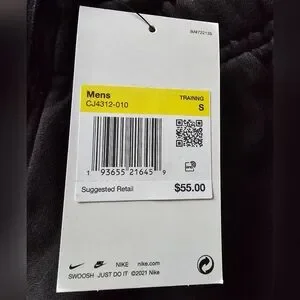 Mens
CJ4312-010
TRAINNG
S
1 93655 21645 9
Suggested Retail
$55.00
NIKE nike.com
SWOOSH JUST DO IT ©2021 Nike